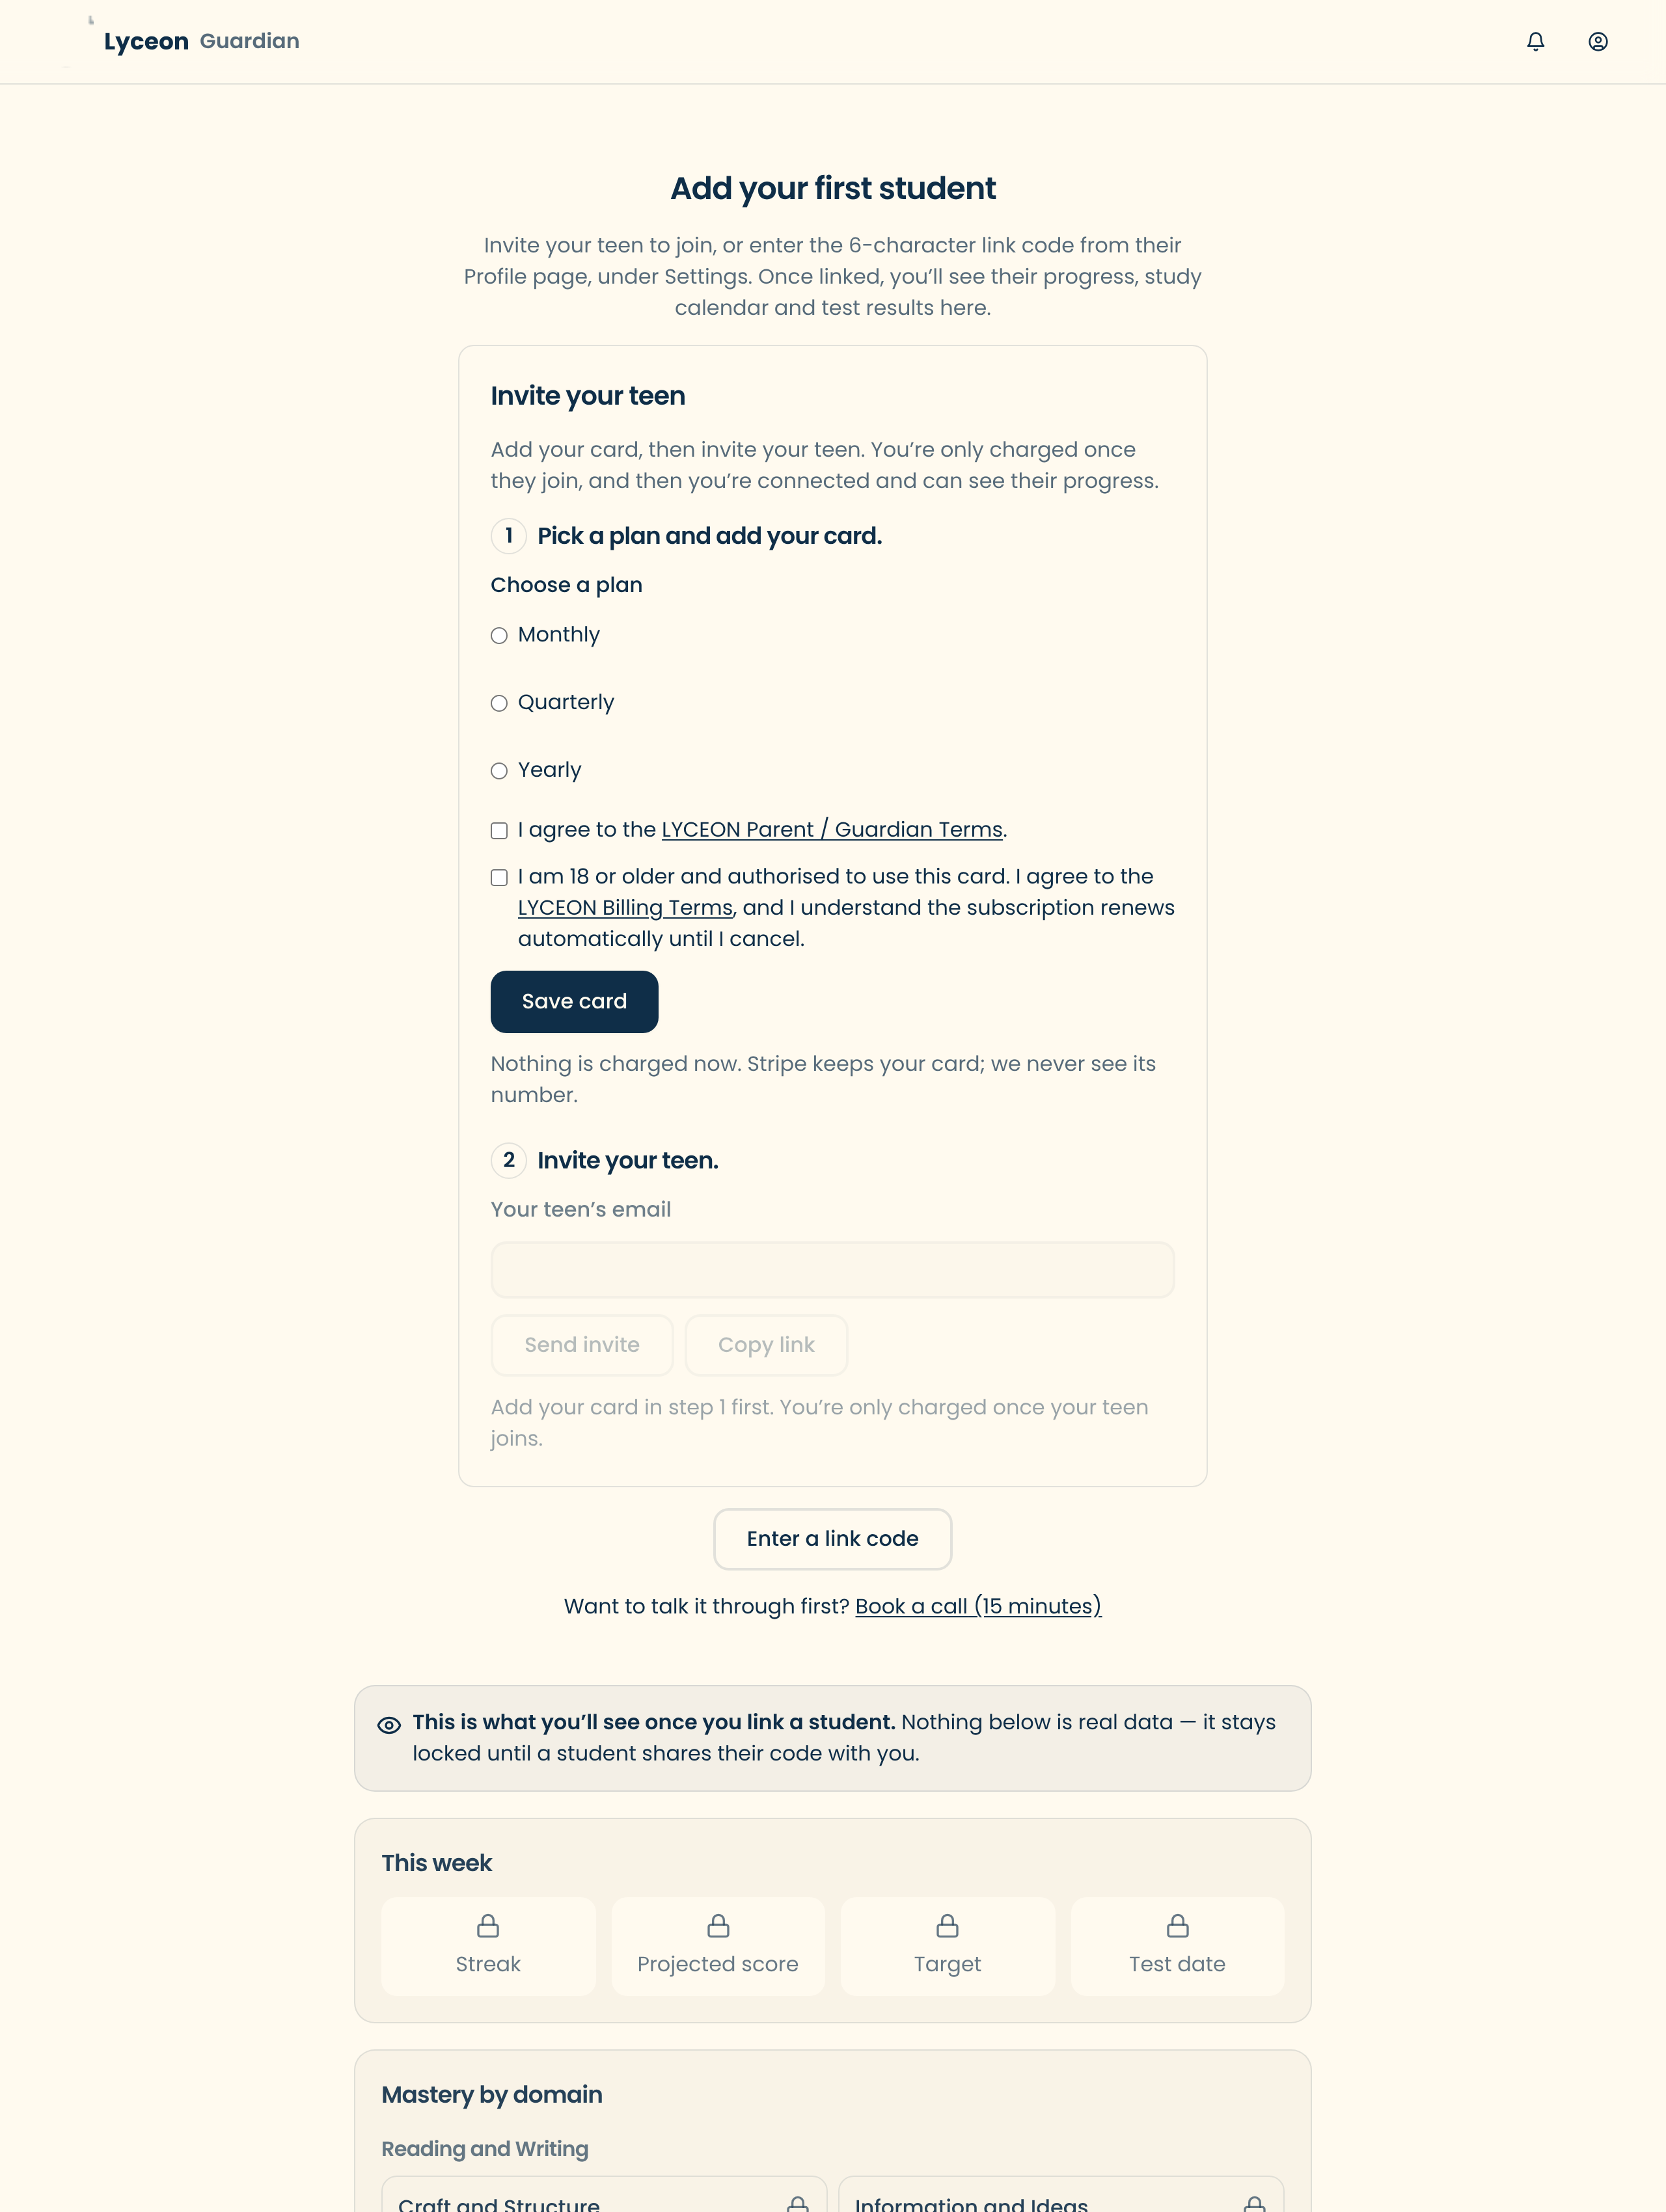 Lyceon Guardian
Add your first student
Invite your teen to join, or enter the 6-character link code from their
Profile page, under Settings. Once linked, you’ll see their progress, study
calendar and test results here.
Invite your teen
Add your card, then invite your teen. You’re only charged once
they join, and then you’re connected and can see their progress.
1 Pick a plan and add your card.
Choose a plan
Monthly
Quarterly
Yearly
I agree to the LYCEON Parent / Guardian Terms.
I am 18 or older and authorised to use this card. I agree to the
LYCEON Billing Terms, and I understand the subscription renews
automatically until I cancel.
Save card
Nothing is charged now. Stripe keeps your card; we never see its
number.
2 Invite your teen.
Your teen’s email
Send invite Copy link
Add your card in step 1 first. You’re only charged once your teen
joins.
Enter a link code
Want to talk it through first? Book a call (15 minutes)
This is what you’ll see once you link a student. Nothing below is real data — it stays
locked until a student shares their code with you.
This week
Streak Projected score Target Test date
Mastery by domain
Reading and Writing
Craft and Structure Information and Ideas